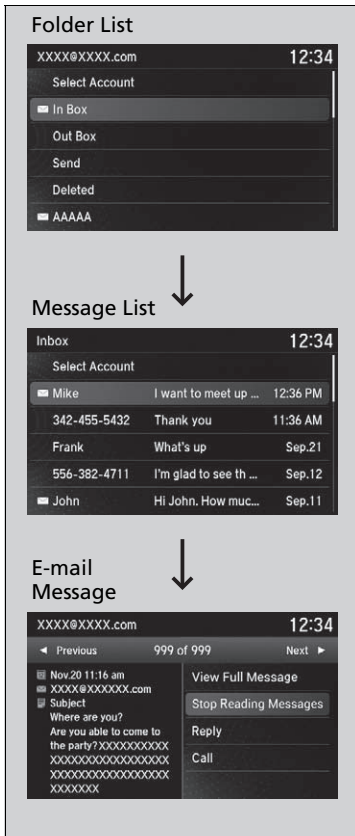 Folder List
XXXX@XXXX.com 12:34
Select Account
In Box
Out Box
Send
Deleted
AAAAA
Message List
Inbox 12:34
Select Account
Mike I want to meet up ... 12:36 PM
342-455-5432 Thank you 11:36 AM
Frank What's up Sep.21
556-382-4711 I'm glad to see th ... Sep.12
John Hi John. How muc... Sep.11
E-mail
Message
XXXX@XXXX.com 12:34
◄ Previous 999 of 999 Next ►
Nov.20 11:16 am
XXXX@XXXXXX.com
Subject
Where are you?
Are you able to come to
the party?XXXXXXXXXX
XXXXXXXXXXXXXXXXX
XXXXXXXXXXXXXXXXX
XXXXXXX
View Full Message
Stop Reading Messages
Reply
Call